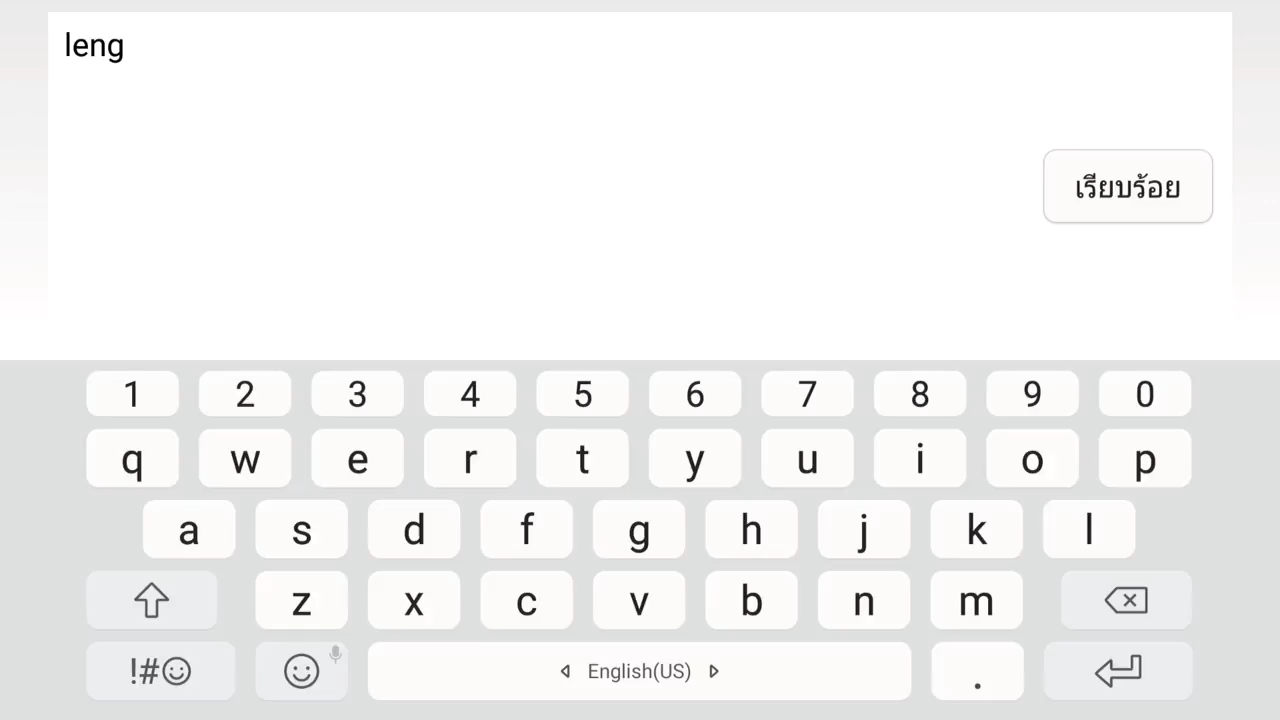 leng
เรียบร้อย
1 2 3 4 5 6 7 8 9 0
q w e r t y u i o p
a s d f g h j k l
z x c v b n m
!#☺ English(US) .